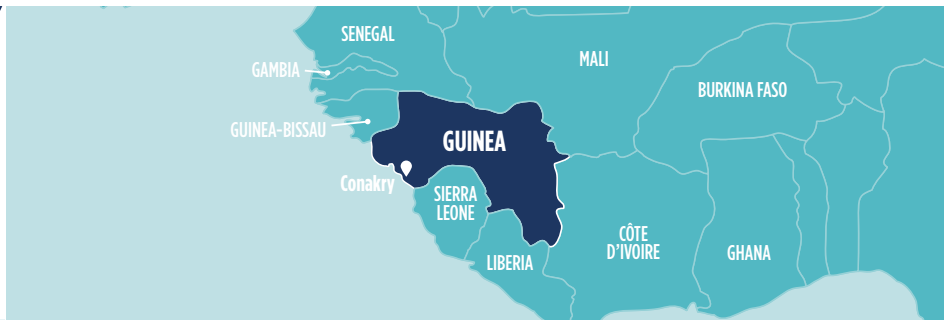 SENEGAL
MALI
GAMBIA
BURKINA FASO
GUINEA-BISSAU
GUINEA
Conakry
SIERRA
LEONE
CÔTE
D'IVOIRE
GHANA
LIBERIA